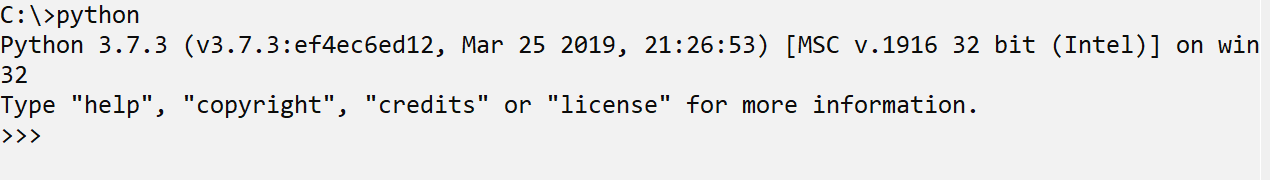 C:\>python
Python 3.7.3 (v3.7.3:ef4ec6ed12, Mar 25 2019, 21:26:53) [MSC v.1916 32 bit (Intel)] on win
32
Type "help", "copyright", "credits" or "license" for more information.
>>>